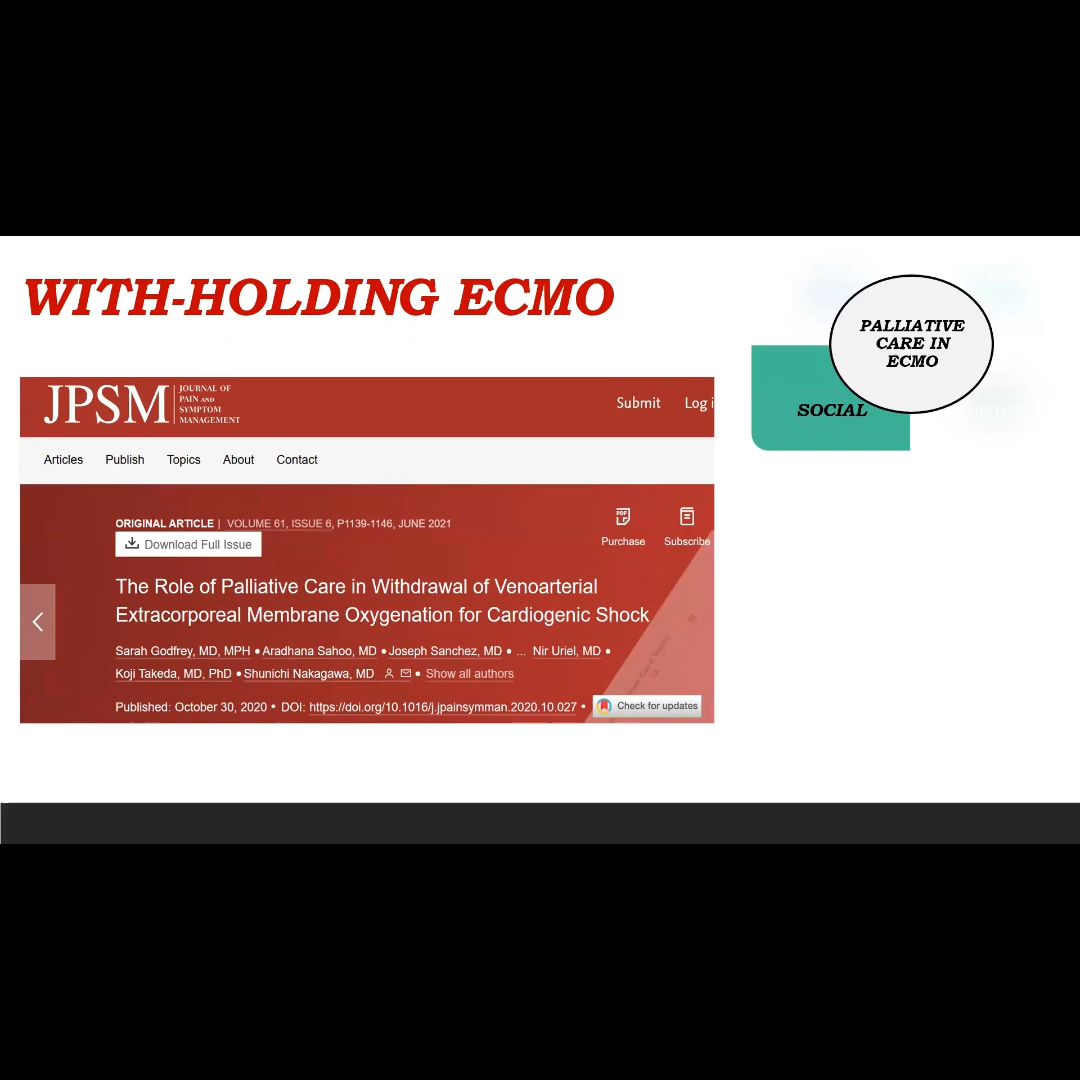 WITH-HOLDING ECMO
PALLIATIVE
CARE IN
ECMO
SOCIAL
JPSM
JOURNAL OF
PAIN AND
SYMPTOM
MANAGEMENT
Submit
Log i
Articles Publish Topics About Contact
ORIGINAL ARTICLE | VOLUME 61, ISSUE 6, P1139-1146, JUNE 2021
Download Full Issue
PDF
Purchase
Subscribe
The Role of Palliative Care in Withdrawal of Venoarterial
Extracorporeal Membrane Oxygenation for Cardiogenic Shock
Sarah Godfrey, MD, MPH • Aradhana Sahoo, MD • Joseph Sanchez, MD • ... Nir Uriel, MD •
Koji Takeda, MD, PhD • Shunichi Nakagawa, MD • Show all authors
Published: October 30, 2020 • DOI: https://doi.org/10.1016/j.jpainsymman.2020.10.027 •
Check for updates